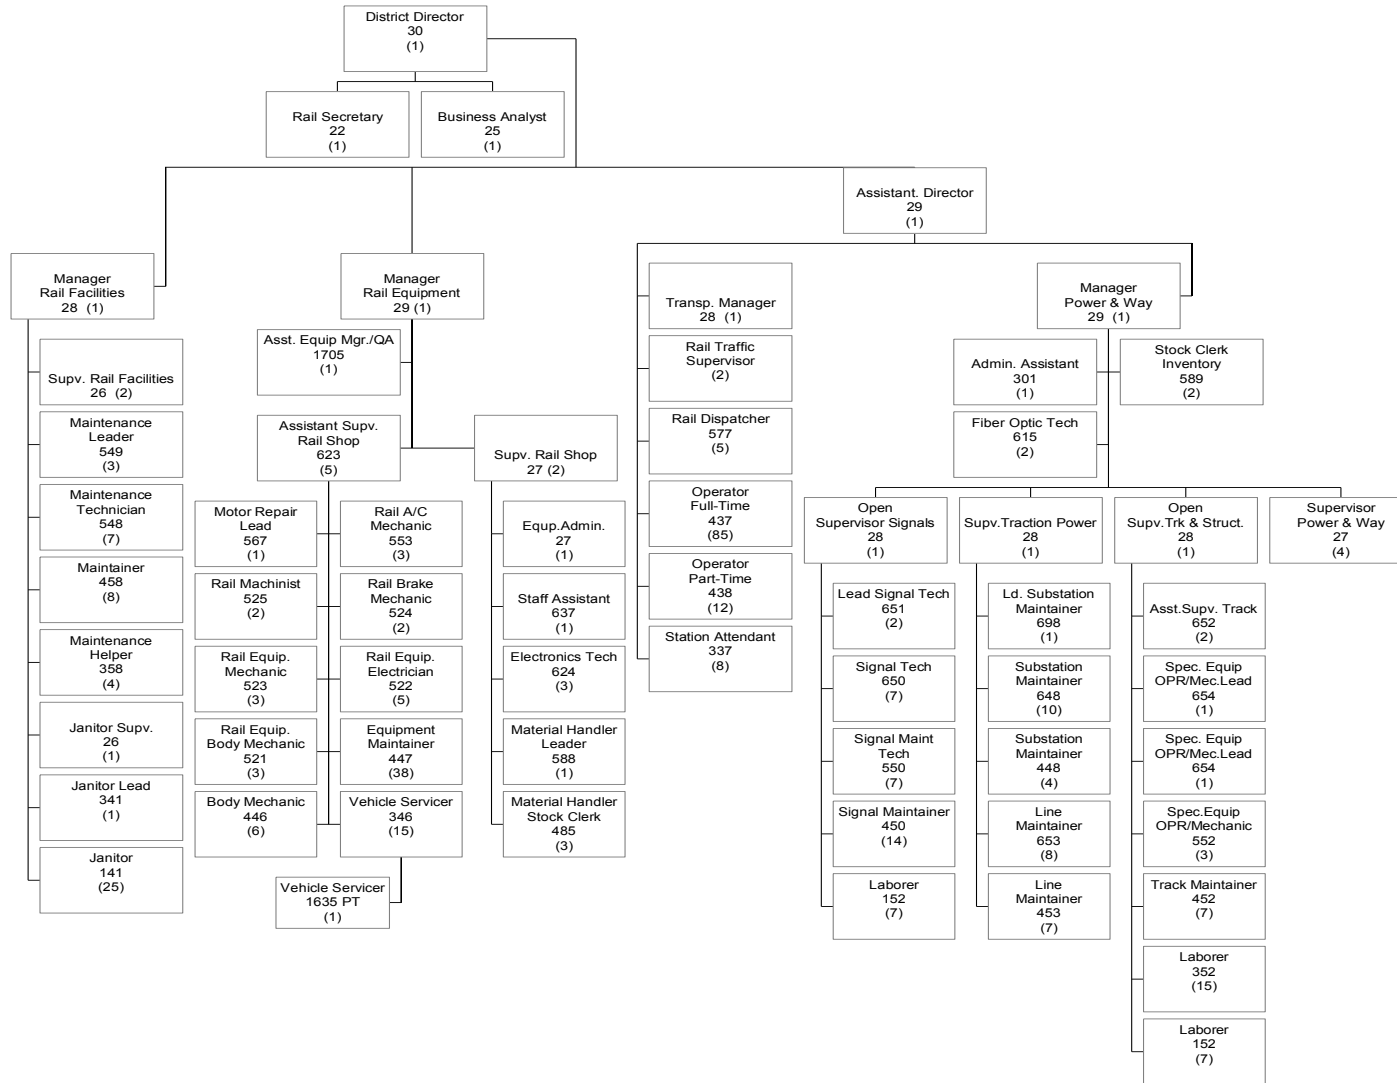 District Director
30
(1)
Rail Secretary
22
(1)
Business Analyst
25
(1)
Assistant. Director
29
(1)
Manager
Rail Facilities
28 (1)
Supv. Rail Facilities
26 (2)
Maintenance
Leader
549
(3)
Maintenance
Technician
548
(7)
Maintainer
458
(8)
Maintenance
Helper
358
(4)
Janitor Supv.
26
(1)
Janitor Lead
341
(1)
Janitor
141
(25)
Manager
Rail Equipment
29 (1)
Asst. Equip Mgr./QA
1705
(1)
Assistant Supv.
Rail Shop
623
(5)
Supv. Rail Shop
27 (2)
Motor Repair
Lead
567
(1)
Rail A/C
Mechanic
553
(3)
Rail Machinist
525
(2)
Rail Brake
Mechanic
524
(2)
Rail Equip.
Mechanic
523
(3)
Rail Equip.
Electrician
522
(5)
Rail Equip.
Body Mechanic
521
(3)
Equipment
Maintainer
447
(38)
Body Mechanic
446
(6)
Vehicle Servicer
346
(15)
Vehicle Servicer
1635 PT
(1)
Equp.Admin.
27
(1)
Staff Assistant
637
(1)
Electronics Tech
624
(3)
Material Handler
Leader
588
(1)
Material Handler
Stock Clerk
485
(3)
Transp. Manager
28 (1)
Rail Traffic
Supervisor
(2)
Rail Dispatcher
577
(5)
Operator
Full-Time
437
(85)
Operator
Part-Time
438
(12)
Station Attendant
337
(8)
Manager
Power & Way
29 (1)
Admin. Assistant
301
(1)
Stock Clerk
Inventory
589
(2)
Fiber Optic Tech
615
(2)
Open
Supervisor Signals
28
(1)
Supv.Traction Power
28
(1)
Open
Supv.Trk & Struct.
28
(1)
Supervisor
Power & Way
27
(4)
Lead Signal Tech
651
(2)
Signal Tech
650
(7)
Signal Maint
Tech
550
(7)
Signal Maintainer
450
(14)
Laborer
152
(7)
Ld. Substation
Maintainer
698
(1)
Substation
Maintainer
648
(10)
Substation
Maintainer
448
(4)
Line
Maintainer
653
(8)
Line
Maintainer
453
(7)
Asst.Supv. Track
652
(2)
Spec. Equip
OPR/Mec.Lead
654
(1)
Spec. Equip
OPR/Mec.Lead
654
(1)
Spec.Equip
OPR/Mechanic
552
(3)
Track Maintainer
452
(7)
Laborer
352
(15)
Laborer
152
(7)